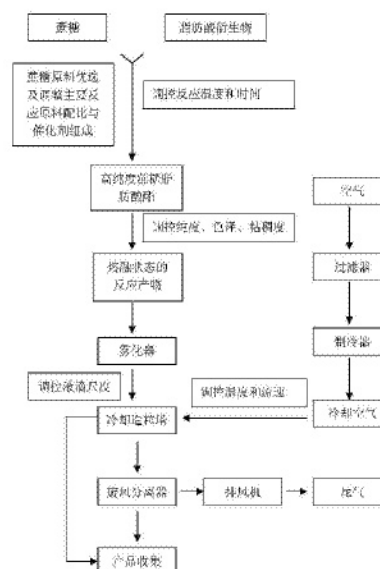 蔗糖
脂肪酸衍生物
蔗糖原料优选
及调整主要反
应原料配比与
催化剂组成
调控反应温度和时间
高纯度蔗糖脂
肪酸酯
空气
调控纯度、色泽、粘稠度
熔融状态的
反应产物
过滤器
雾化器
制冷器
调控液滴尺度
调控温度和流速
冷却造粒塔
冷却空气
旋风分离器
排风机
尾气
产品收集